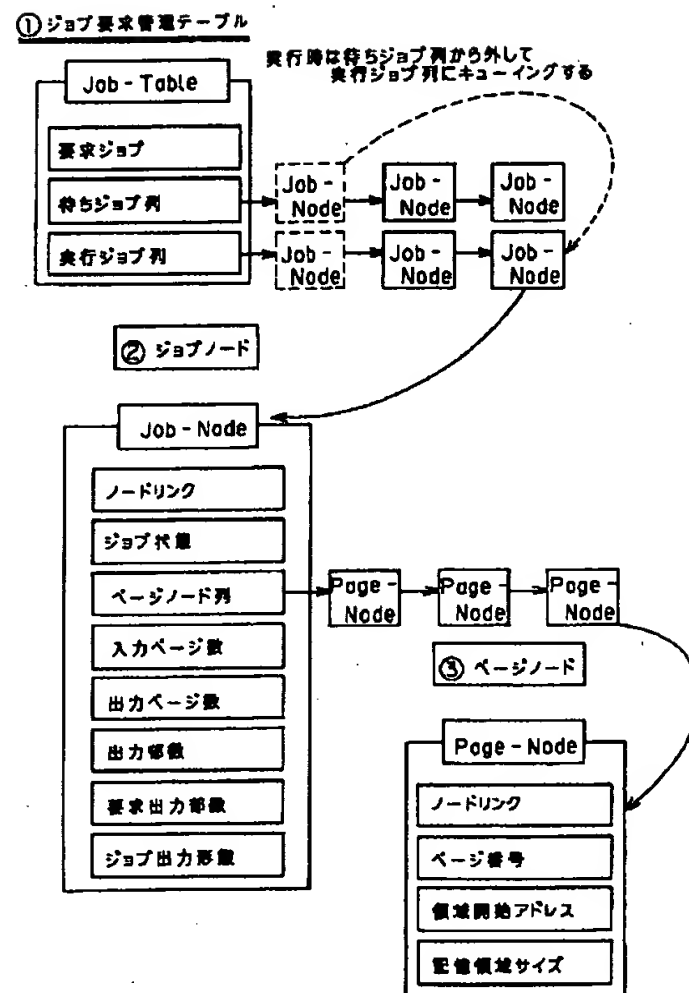 ① ジョブ要求管理テーブル
実行時は待ちジョブ列から外して
実行ジョブ列にキューイングする
Job - Table
要求ジョブ
待ちジョブ列
実行ジョブ列
Job - Node
Job - Node
Job - Node
Job - Node
Job - Node
Job - Node
② ジョブノード
Job - Node
ノードリンク
ジョブ状態
ページノード列
入力ページ数
出力ページ数
出力部数
要求出力部数
ジョブ出力形態
Page - Node
Page - Node
Page - Node
③ ページノード
Page - Node
ノードリンク
ページ番号
領域開始アドレス
記憶領域サイズ